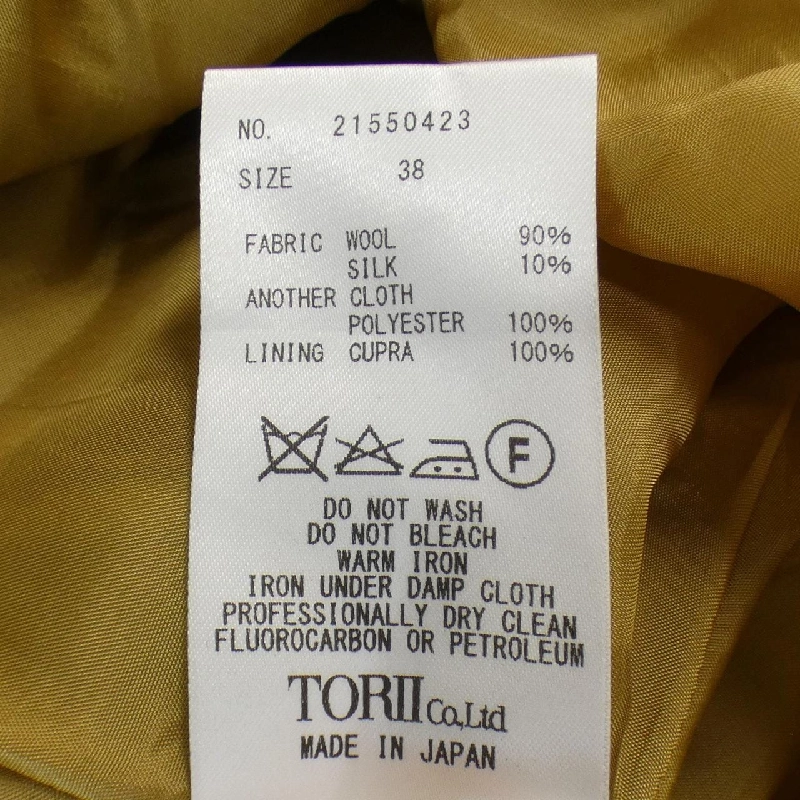 NO. 21550423
SIZE 38
FABRIC WOOL 90%
SILK 10%
ANOTHER CLOTH
POLYESTER 100%
LINING CUPRA 100%
F
DO NOT WASH
DO NOT BLEACH
WARM IRON
IRON UNDER DAMP CLOTH
PROFESSIONALLY DRY CLEAN
FLUOROCARBON OR PETROLEUM
TORII Co,Ltd
MADE IN JAPAN